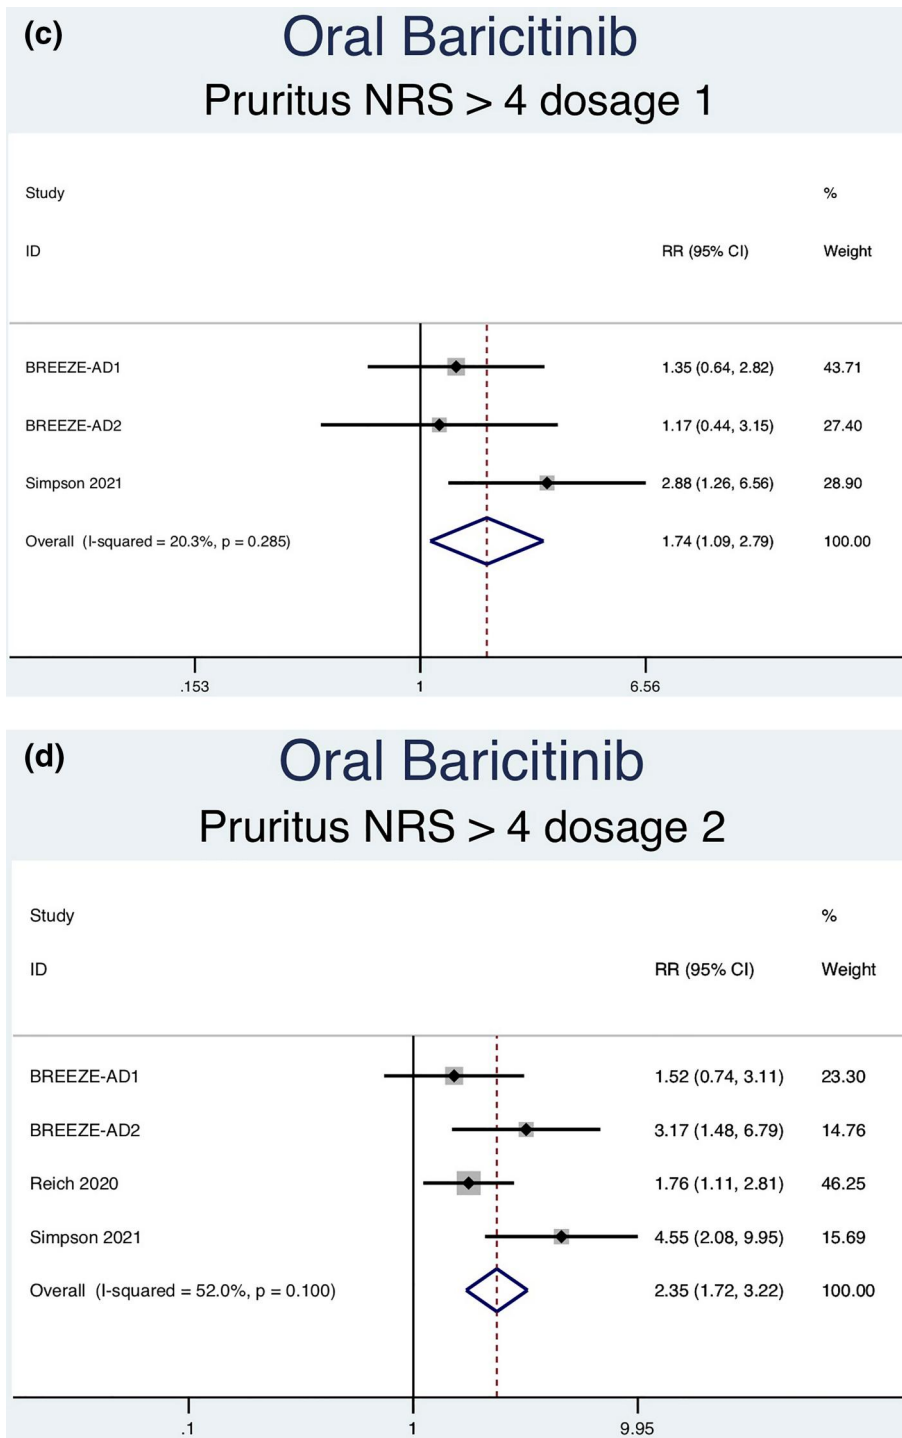 (c) Oral Baricitinib
Pruritus NRS > 4 dosage 1
Study %
ID RR (95% CI) Weight
BREEZE-AD1 1.35 (0.64, 2.82) 43.71
BREEZE-AD2 1.17 (0.44, 3.15) 27.40
Simpson 2021 2.88 (1.26, 6.56) 28.90
Overall (I-squared = 20.3%, p = 0.285) 1.74 (1.09, 2.79) 100.00
.153 1 6.56
(d) Oral Baricitinib
Pruritus NRS > 4 dosage 2
Study %
ID RR (95% CI) Weight
BREEZE-AD1 1.52 (0.74, 3.11) 23.30
BREEZE-AD2 3.17 (1.48, 6.79) 14.76
Reich 2020 1.76 (1.11, 2.81) 46.25
Simpson 2021 4.55 (2.08, 9.95) 15.69
Overall (I-squared = 52.0%, p = 0.100) 2.35 (1.72, 3.22) 100.00
.1 1 9.95